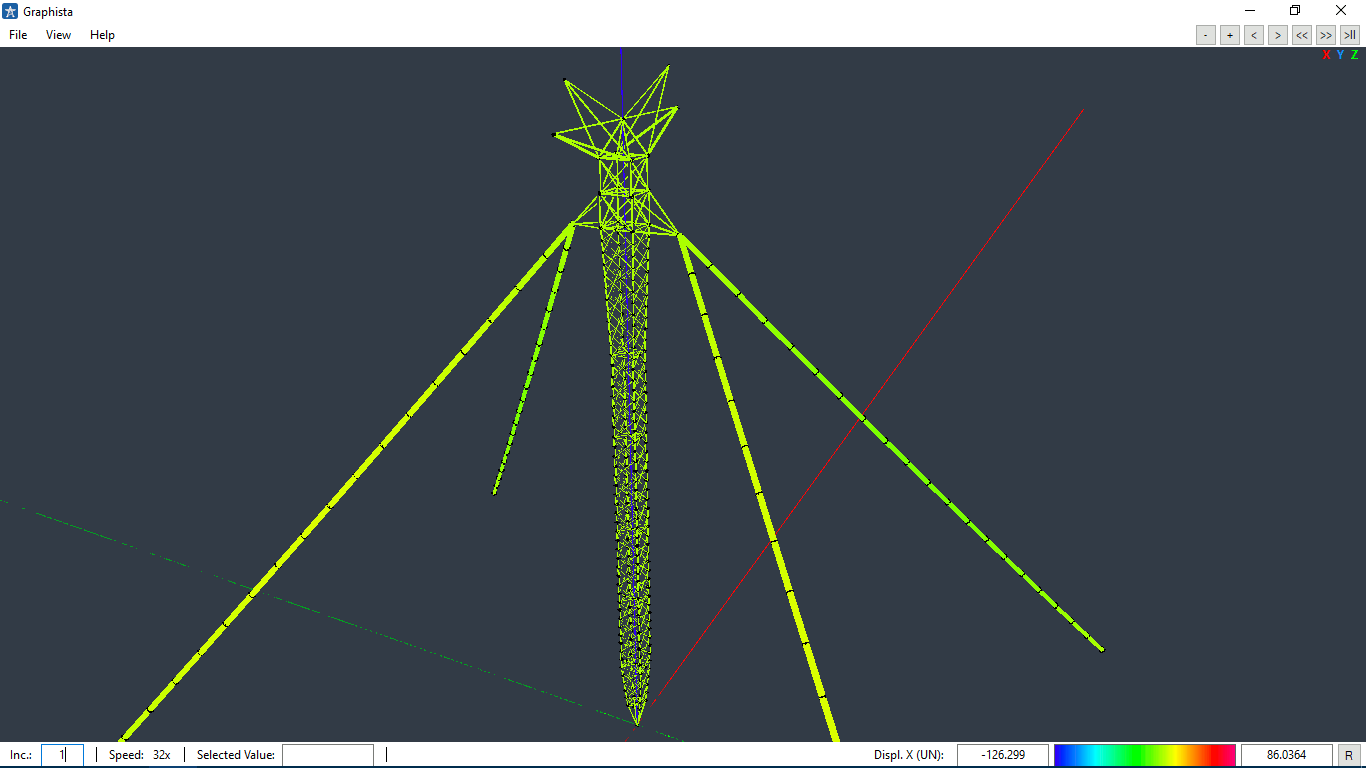 Graphista
File View Help - + < > << >> >||
X Y Z
Inc.: 1 Speed: 32x Selected Value: Displ. X (UN): -126.299 86.0364 R